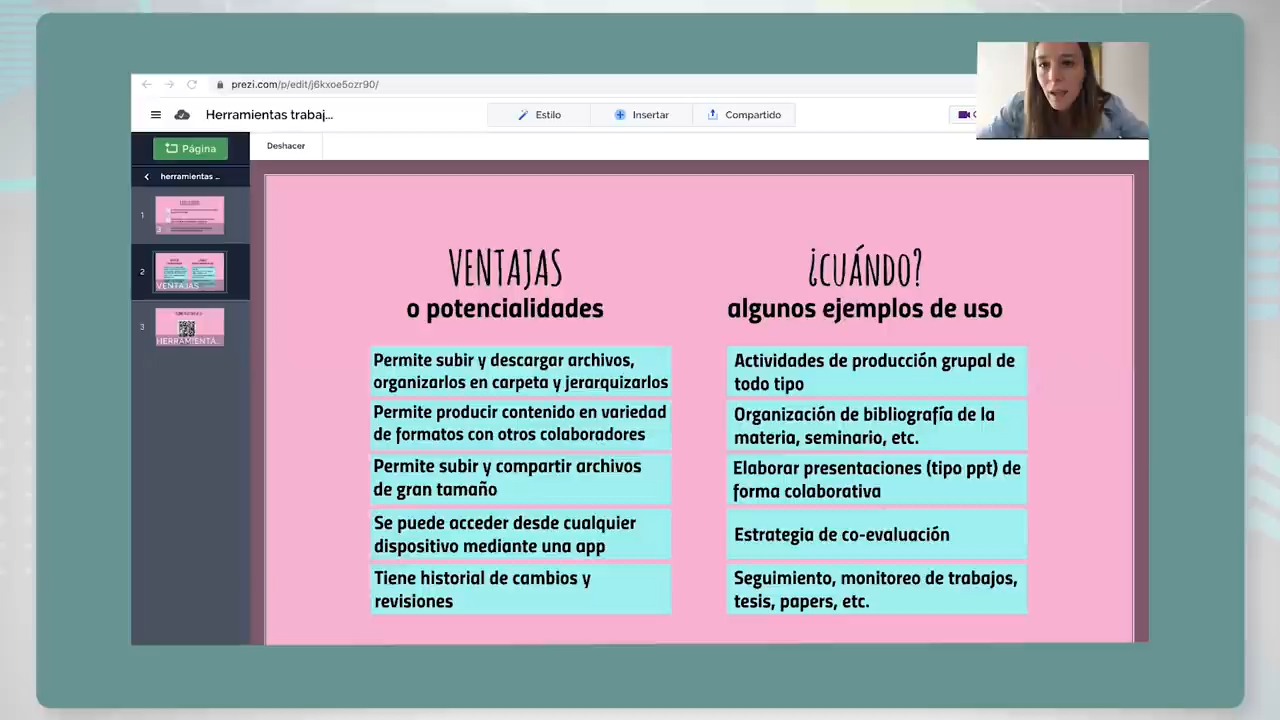 prezi.com/p/edit/j6kxoe5ozr90/
Herramientas trabaj...
Estilo
Insertar
Compartido
Página
Deshacer
herramientas ...
1
2
VENTAJAS
3
HERRAMIENTA...
VENTAJAS
o potencialidades
Permite subir y descargar archivos,
organizarlos en carpeta y jerarquizarlos
Permite producir contenido en variedad
de formatos con otros colaboradores
Permite subir y compartir archivos
de gran tamaño
Se puede acceder desde cualquier
dispositivo mediante una app
Tiene historial de cambios y
revisiones
¿CUÁNDO?
algunos ejemplos de uso
Actividades de producción grupal de
todo tipo
Organización de bibliografía de la
materia, seminario, etc.
Elaborar presentaciones (tipo ppt) de
forma colaborativa
Estrategia de co-evaluación
Seguimiento, monitoreo de trabajos,
tesis, papers, etc.